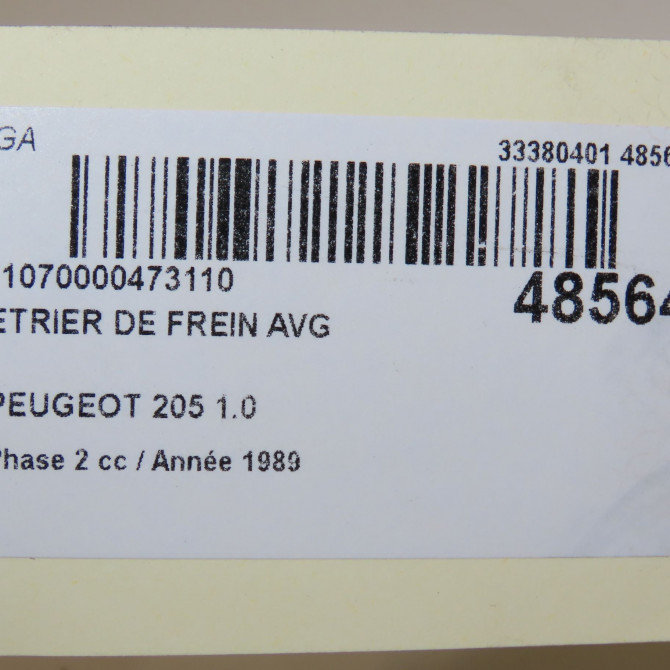 GA
33380401 4856
1070000473110
48564
ETRIER DE FREIN AVG
PEUGEOT 205 1.0
Phase 2 cc / Année 1989